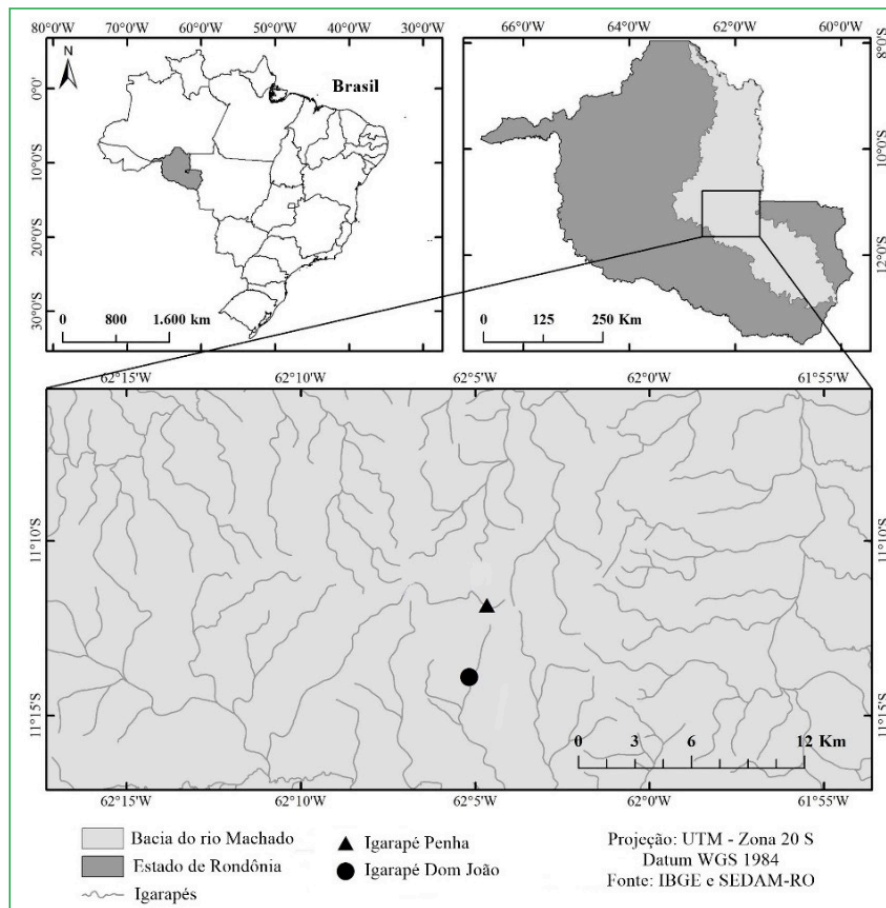 80°0'W 70°0'W 60°0'W 50°0'W 40°0'W
N
Brasil
0°0'
10°0'S
20°0'S
30°0'S
0 800 1.600 km
66°0'W 64°0'W 62°0'W 60°0'W
8°0'S
10°0'S
12°0'S
0 125 250 Km
62°15'W 62°10'W 62°5'W 62°0'W 61°55'W
11°10'S 11°10'S
11°15'S 11°15'S
0 3 6 12 Km
62°15'W 62°10'W 62°5'W 62°0'W 61°55'W
Bacia do rio Machado
Estado de Rondônia
Igarapés
Igarapé Penha
Igarapé Dom João
Projeção: UTM - Zona 20 S
Datum WGS 1984
Fonte: IBGE e SEDAM-RO